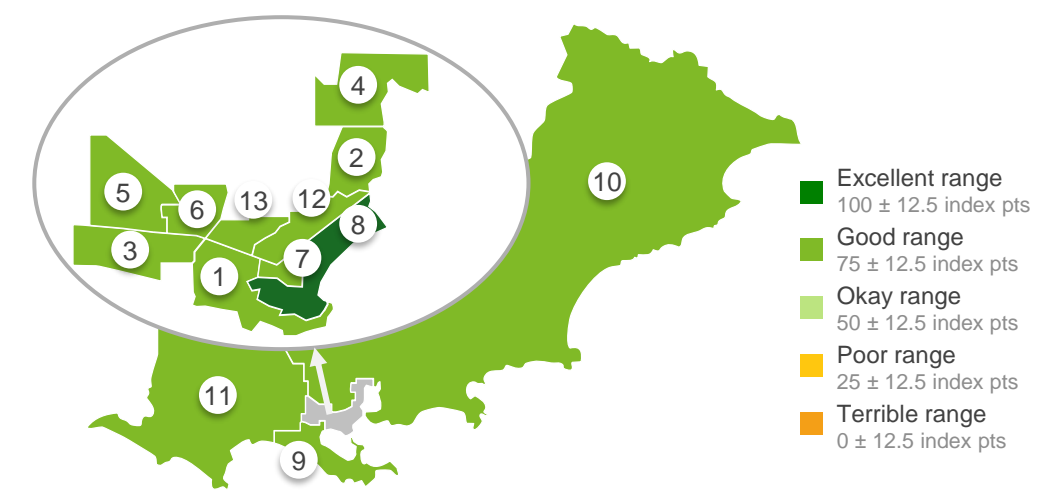 4
2
5
6
13
12
8
3
1
7
10
11
9
Excellent range
100 ± 12.5 index pts
Good range
75 ± 12.5 index pts
Okay range
50 ± 12.5 index pts
Poor range
25 ± 12.5 index pts
Terrible range
0 ± 12.5 index pts